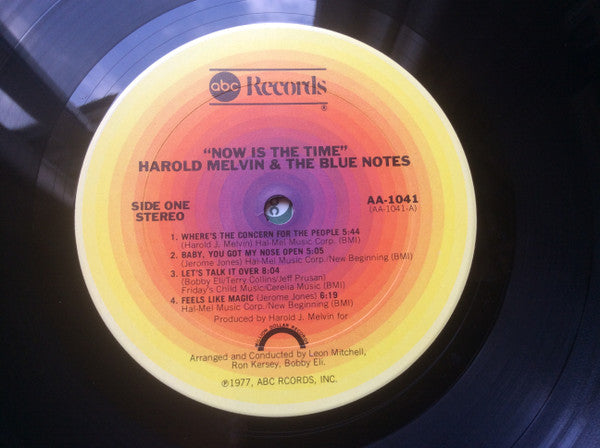 abc Records
®
"NOW IS THE TIME"
HAROLD MELVIN & THE BLUE NOTES
SIDE ONE
STEREO
AA-1041
(AA-1041-A)
1. WHERE'S THE CONCERN FOR THE PEOPLE 5:44
(Harold J. Melvin) Hal-Mel Music Corp. (BMI)
2. BABY, YOU GOT MY NOSE OPEN 5:05
(Jerome Jones) Hal-Mel Music Corp./New Beginning (BMI)
3. LET'S TALK IT OVER 8:04
(Bobby Eli/Terry Collins/Jeff Prusan)
Friday's Child Music/Cerelia Music (BMI)
4. FEELS LIKE MAGIC (Jerome Jones) 6:19
Hal-Mel Music Corp./New Beginning (BMI)
Produced by Harold J. Melvin for
MILLION DOLLAR RECORDS
Arranged and Conducted by Leon Mitchell,
Ron Kersey, Bobby Eli.
℗1977, ABC RCORDS, INC.